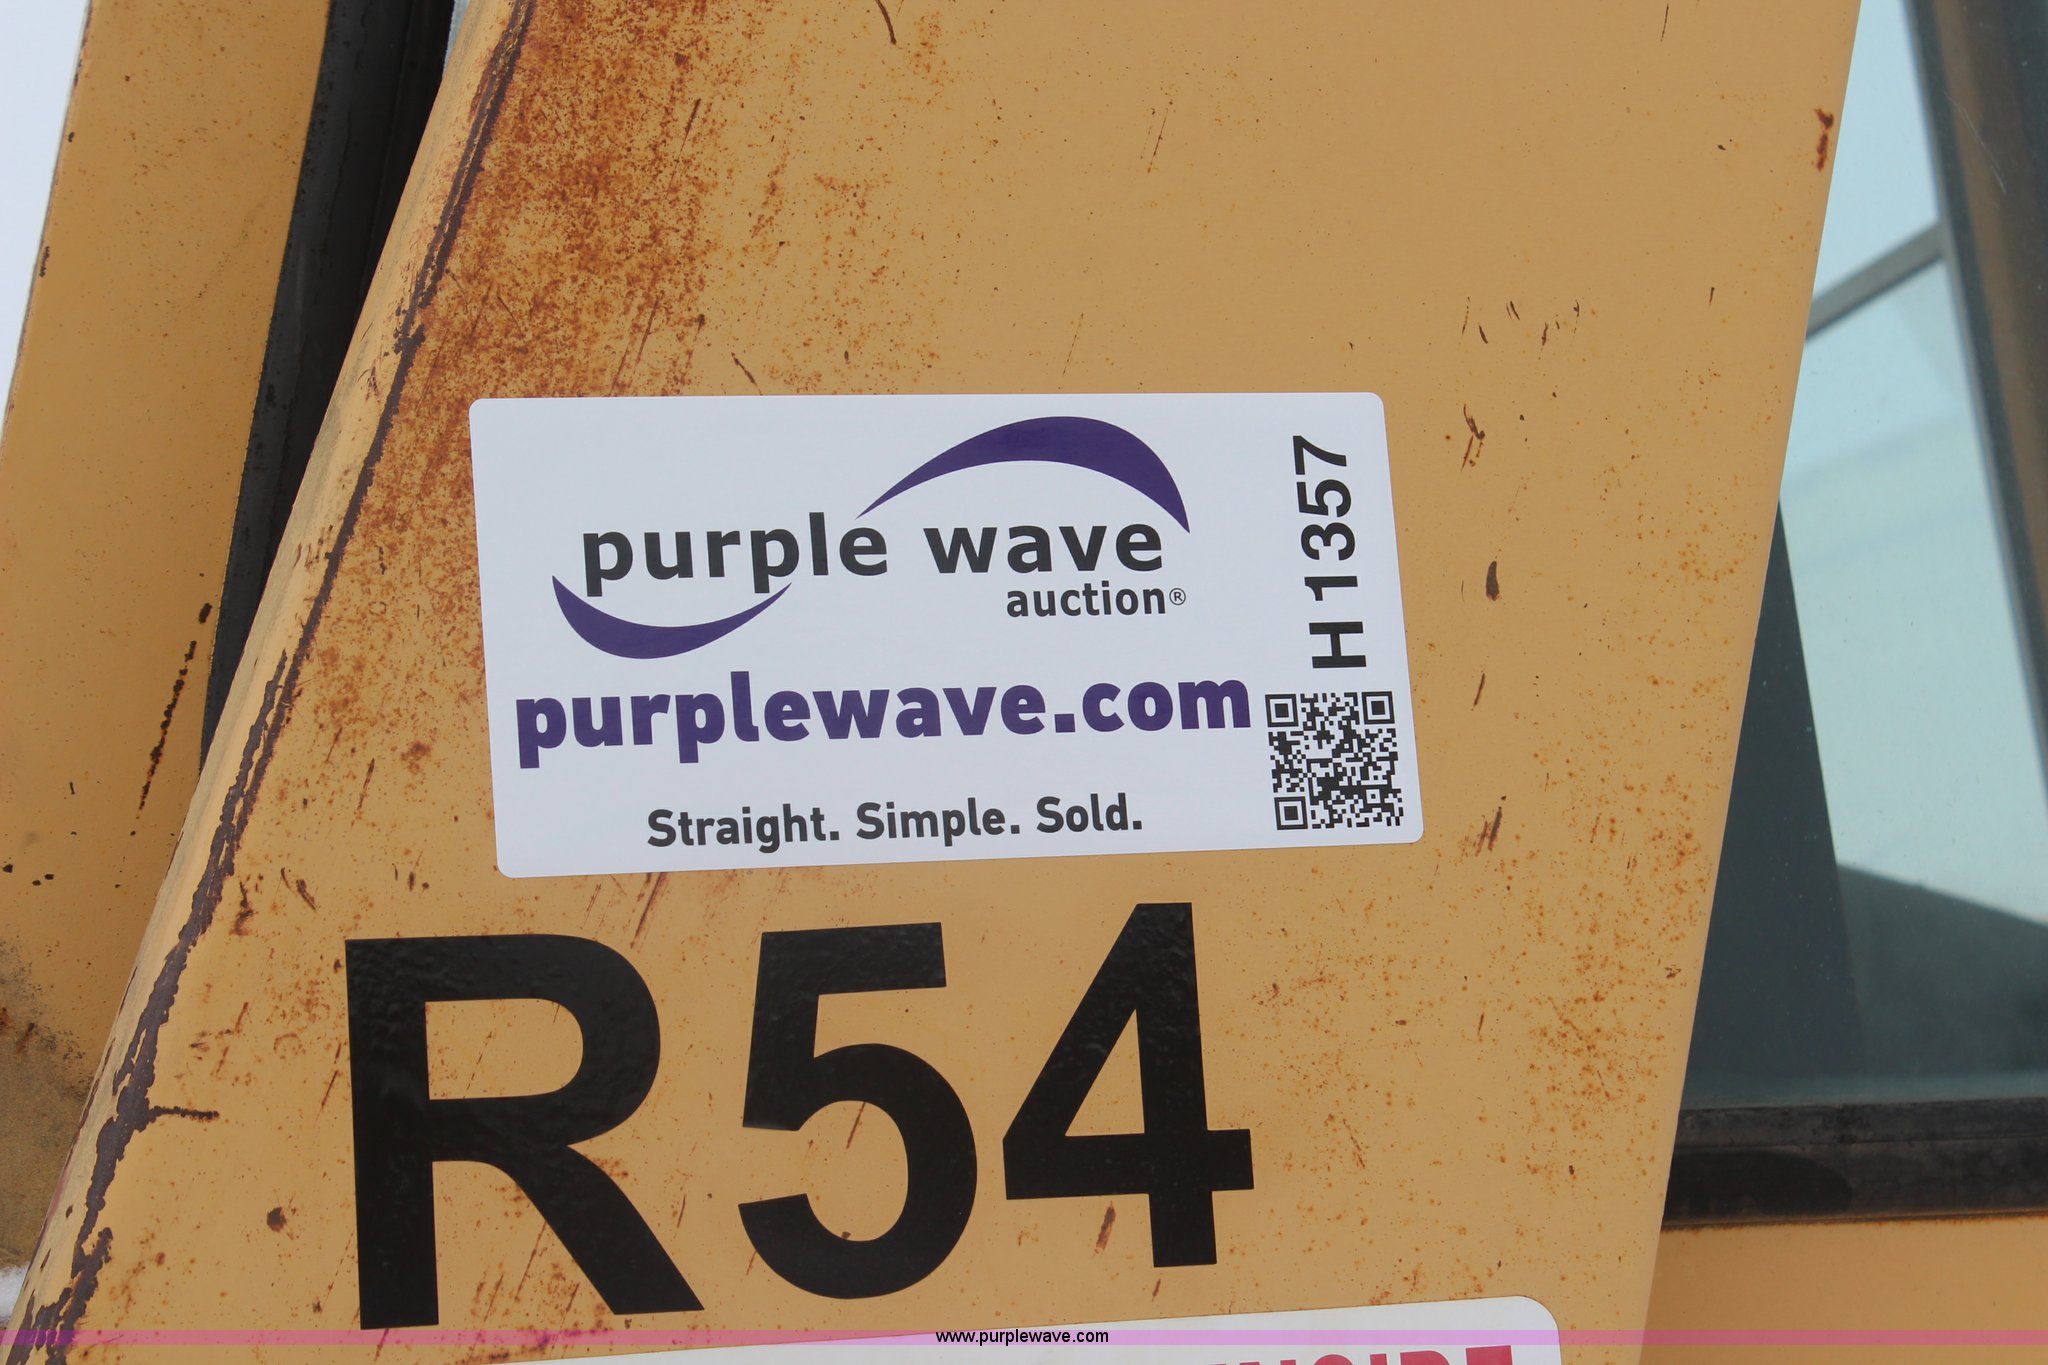 purple wave
auction®
purplewave.com
Straight. Simple. Sold.
H1357
R54
www.purplewave.com